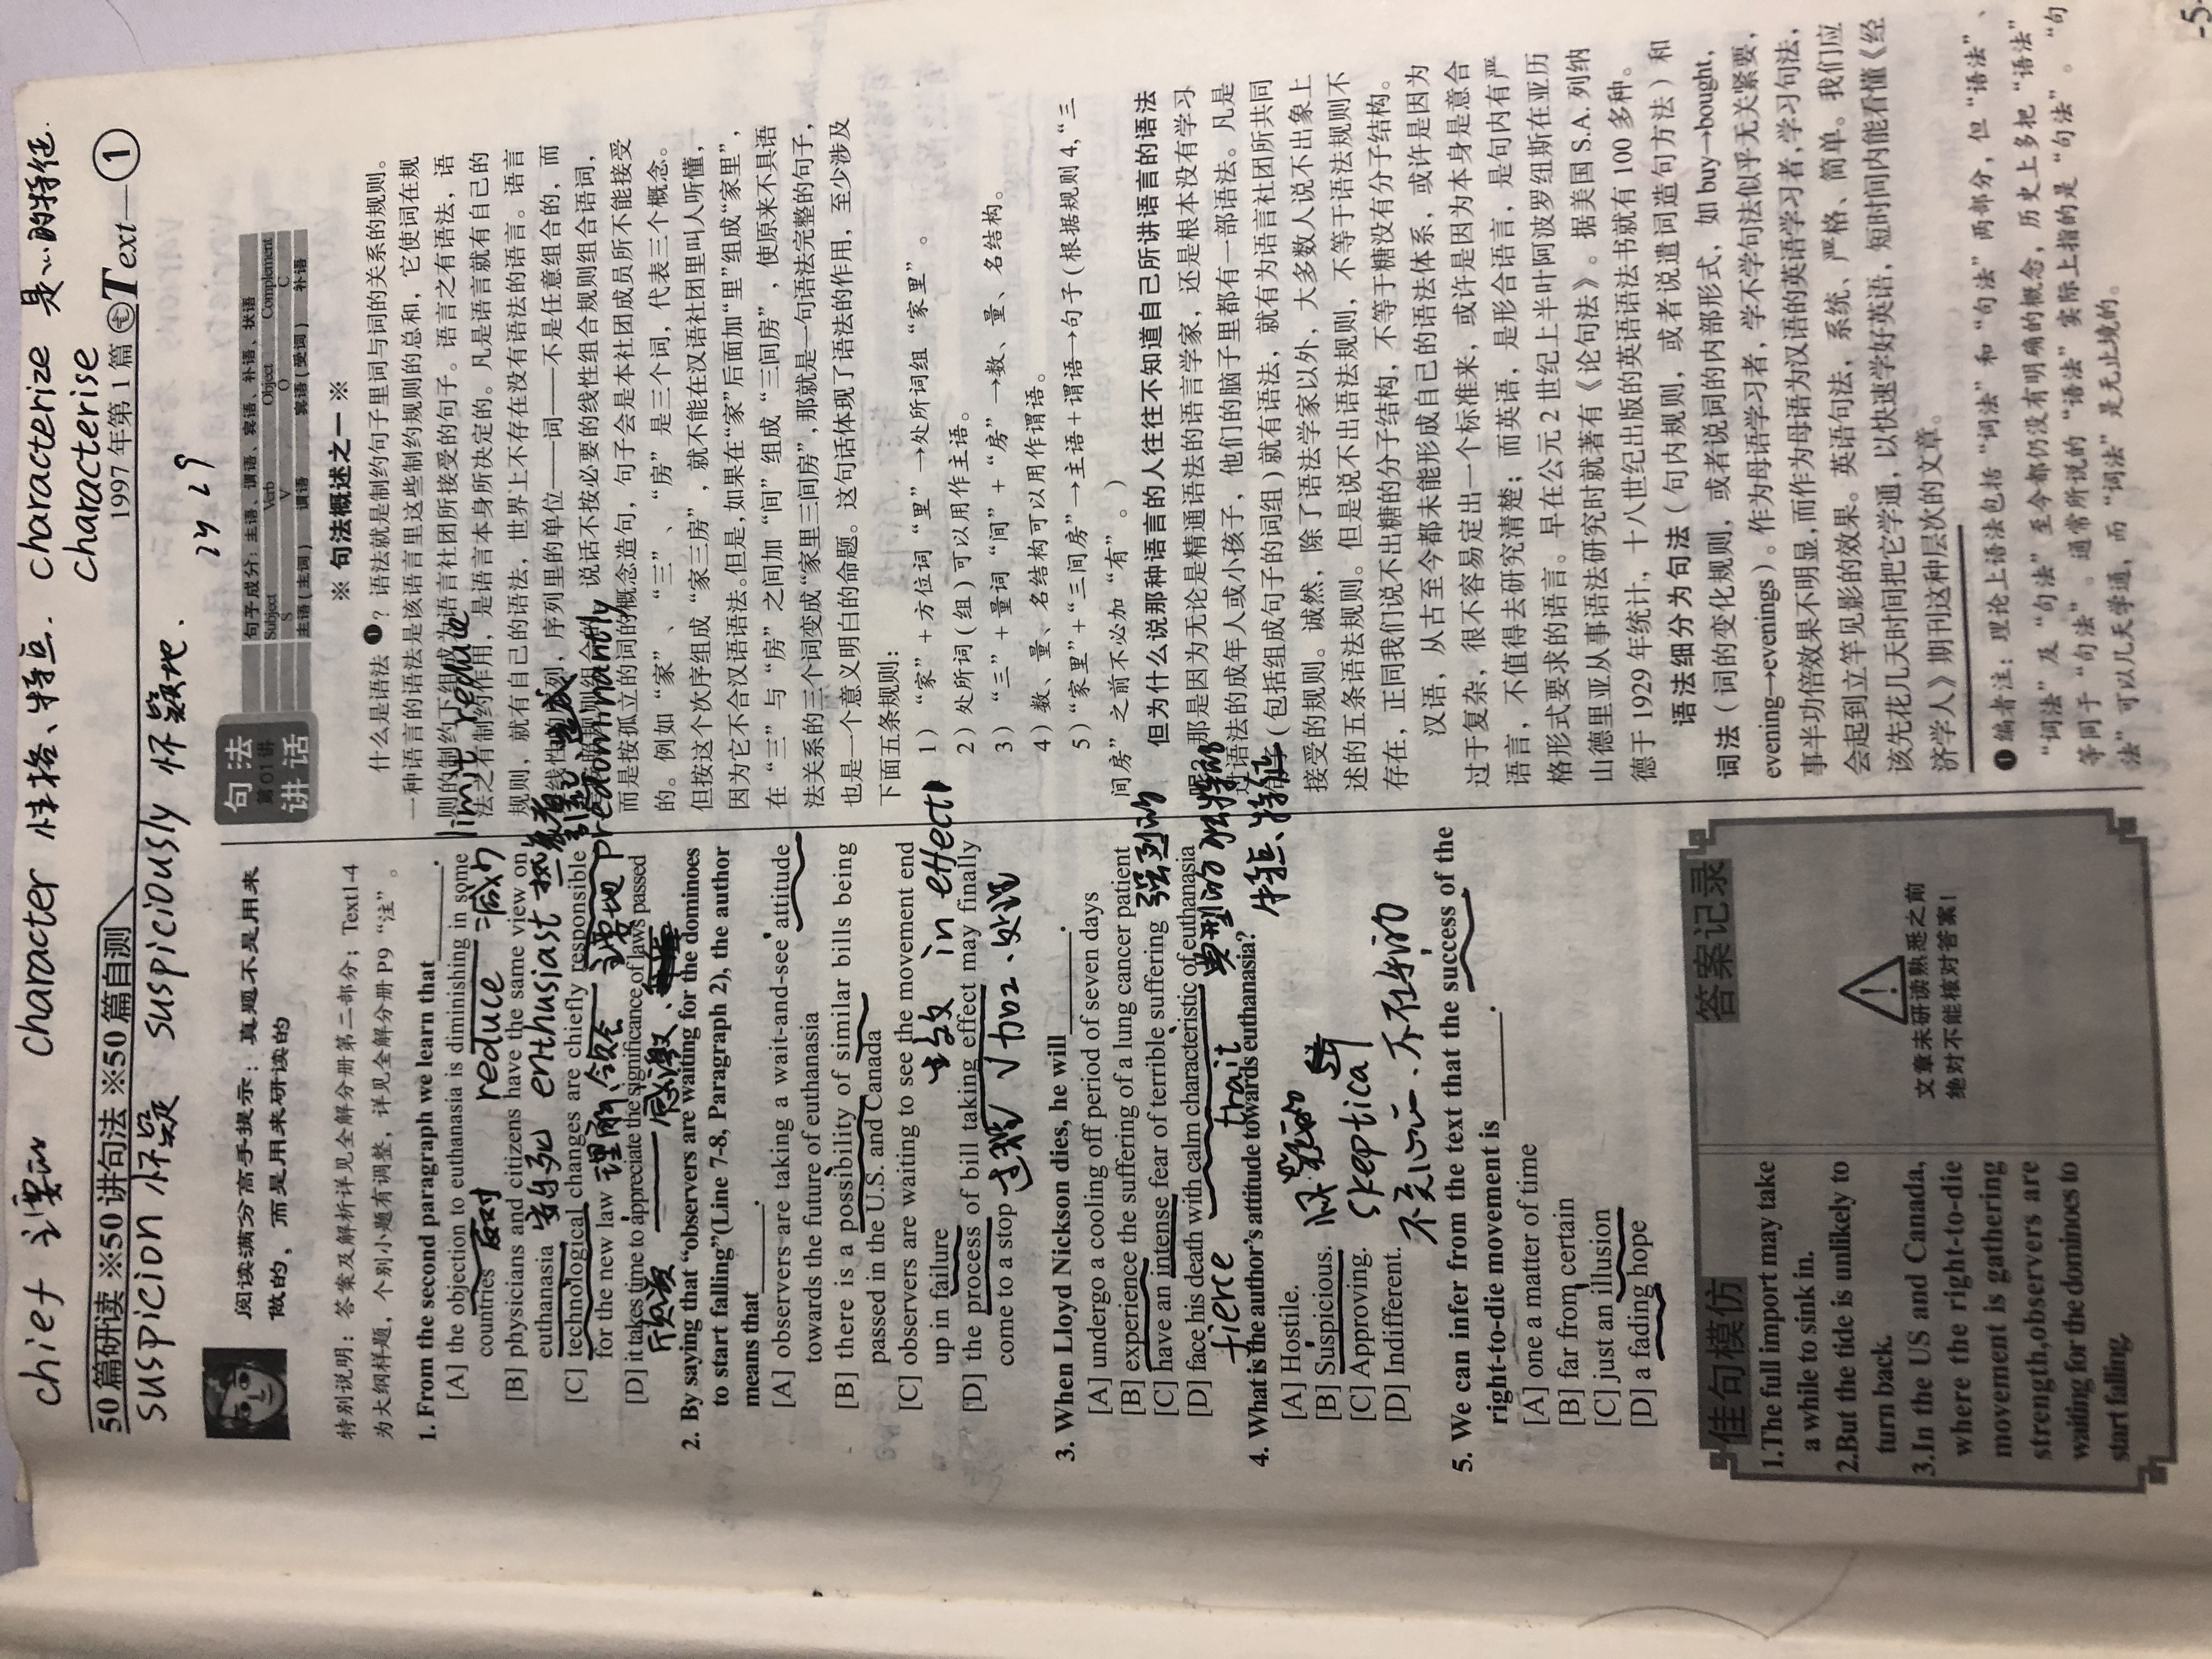 chief 主要的 character 性格、特点. characterize 是…的特征.
characterise
50篇研读 ※50讲句法 ※50篇自测
1997年第1篇 Text—①
suspicion 怀疑 suspiciously 怀疑地.
29
阅读满分高手提示：真题不是用来
做的，而是用来研读的
特别说明：答案及解析详见全解分册第二部分；Text1-4
为大纲样题，个别小题有调整，详见全解分册P9“注”。
1. From the second paragraph we learn that________.
[A] the objection to euthanasia is diminishing in some
limit reduce
countries 反对 reduce 减少
[B] physicians and citizens have the same view on
euthanasia 安乐死 enthusiast 热衷者
[C] technological changes are chiefly responsible
引起、造成
for the new law 理解、领会 主要地 predominantly
[D] it takes time to appreciate the significance of laws passed
欣赏 感激、
2. By saying that “observers are waiting for the dominoes
to start falling”(Line 7-8, Paragraph 2), the author
means that________.
[A] observers are taking a wait-and-see attitude
towards the future of euthanasia
[B] there is a possibility of similar bills being
passed in the U.S. and Canada
[C] observers are waiting to see the movement end
up in failure 生效 in effect
[D] the process of bill taking effect may finally
come to a stop 过程 V加工、处理
3. When Lloyd Nickson dies, he will________.
[A] undergo a cooling off period of seven days
[B] experience the suffering of a lung cancer patient
[C] have an intense fear of terrible suffering 强烈的
[D] face his death with calm characteristic of euthanasia
fierce trait 典型的 独特的
4. What is the author's attitude towards euthanasia?
特点、特征
[A] Hostile.
[B] Suspicious. 怀疑的
[C] Approving. skeptical
[D] Indifferent.
不关心的、不在乎的
5. We can infer from the text that the success of the
right-to-die movement is________.
[A] one a matter of time
[B] far from certain
[C] just an illusion
[D] a fading hope
佳句模仿
1.The full import may take
a while to sink in.
2.But the tide is unlikely to
turn back.
3.In the US and Canada,
where the right-to-die
movement is gathering
strength,observers are
waiting for the dominoes to
start falling.
答案记录
文章未研读熟悉之前
绝对不能核对答案!
句法
第01讲
讲话
句子成分：主语、谓语、宾语、补语、状语
Subject Verb Object Complement
S V O C
主语(主词) 谓语 宾语(受词) 补语
※ 句法概述之一 ※
什么是语法❶？语法就是制约句子里词与词的关系的规则。
一种语言的语法是该语言里这些制约规则的总和，它使词在规
则的制约下组成为语言社团所接受的句子。语言之有语法，语
法之有制约作用，是语言本身所决定的。凡是语言就有自己的
规则，就有自己的语法，世界上不存在没有语法的语言。语言
线性的序列，序列里的单位——词——不是任意组合的，而
按照规则组合的。说话不按必要的线性组合规则组合语词，
而是按孤立的词的概念造句，句子会是本社团成员所不能接受
的。例如“家”、“三”、“房”是三个词，代表三个概念。
但按这个次序组成“家三房”，就不能在汉语社团里叫人听懂，
因为它不合汉语语法。但是，如果在“家”后面加“里”组成“家里”，
在“三”与“房”之间加“间”组成“三间房”，使原来不具语
法关系的三个词变成“家里三间房”，那就是一句语法完整的句子，
也是一个意义明白的命题。这句话体现了语法的作用，至少涉及
下面五条规则：
1）“家”+方位词“里”→处所词组“家里”。
2）处所词(组)可以用作主语。
3）“三”+量词“间”+“房”→数、量、名结构。
4）数、量、名结构可以用作谓语。
5）“家里”+“三间房”→主语+谓语→句子(根据规则4,“三
间房”之前不必加“有”。)
但为什么说那种语言的人往往不知道自己所讲语言的语法
呢？那是因为无论是精通语法的语言学家，还是根本没有学习
过语法的成年人或小孩子，他们的脑子里都有一部语法。凡是
句子(包括组成句子的词组)就有语法，就有为语言社团所共同
接受的规则。诚然，除了语法学家以外，大多数人说不出象上
述的五条语法规则。但是说不出语法规则，不等于语法规则不
存在，正同我们说不出糖的分子结构，不等于糖没有分子结构。
汉语，从古至今都未能形成自己的语法体系，或许是因为
过于复杂，很不容易定出一个标准来，或许是因为本身是意合
语言，不值得去研究清楚；而英语，是形合语言，是句内有严
格形式要求的语言。早在公元2世纪上半叶阿波罗纽斯在亚历
山德里亚从事语法研究时就著有《论句法》。据美国S.A.列纳
德于1929年统计，十八世纪出版的英语语法书就有100多种。
语法细分为句法（句内规则，或者说遣词造句方法）和
词法（词的变化规则，或者说词的内部形式，如buy→bought，
evening→evenings）。作为母语学习者，学不学句法似乎无关紧要，
事半功倍效果不明显，而作为母语为汉语的英语学习者，学习句法，
会起到立竿见影的效果。英语句法，系统、严格、简单。我们应
该先花几天时间把它学通，以快速学好英语，短时间内能看懂《经
济学人》期刊这种层次的文章。
❶编者注：理论上语法包括“词法”和“句法”两部分，但“语法”、
“词法”及“句法”至今都仍没有明确的概念，历史上多把“语法”
等同于“句法”。通常所说的“语法”实际上指的是“句法”。“句
法”可以几天学通，而“词法”是无止境的。
-5-